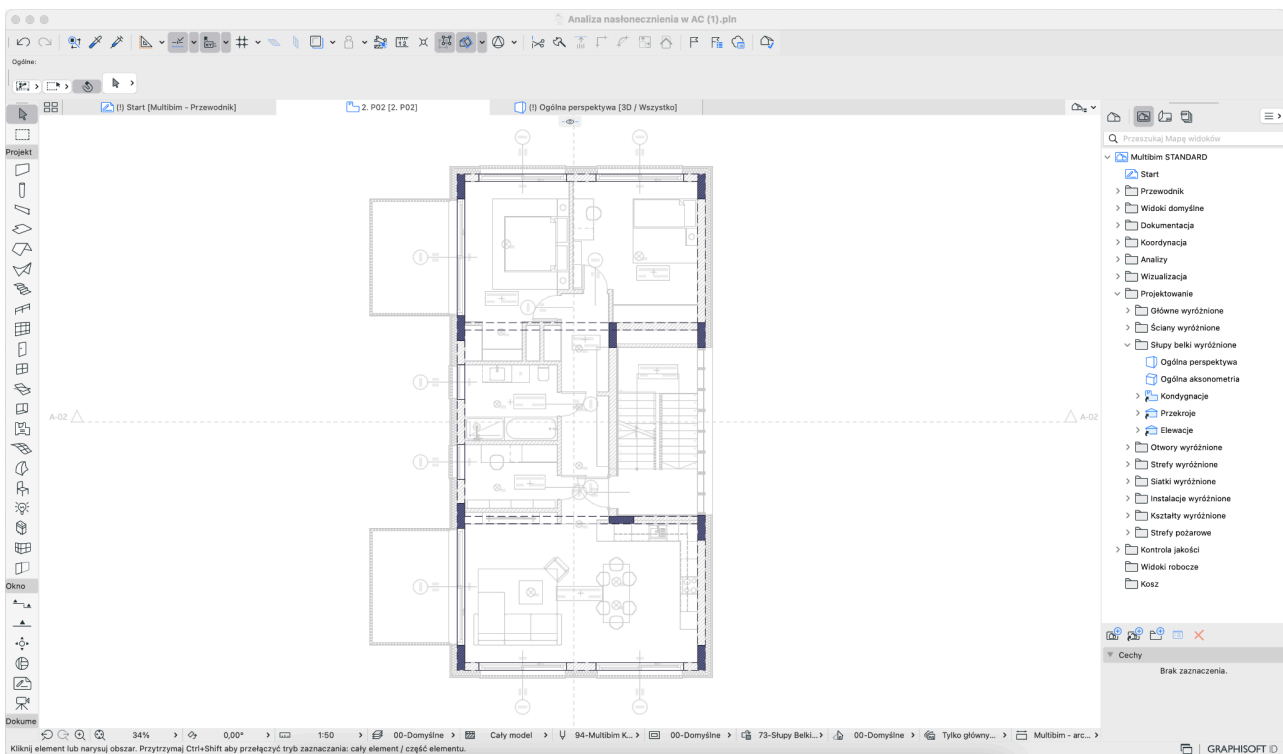 Analiza nasłonecznienia w AC (1).pln
Ogólne:
(!) Start [Multibim - Przewodnik]
2. P02 [2. P02]
(!) Ogólna perspektywa [3D / Wszystko]
Przeszukaj Mapę widoków
Projekt
Multibim STANDARD
Start
Przewodnik
Widoki domyślne
Dokumentacja
Koordynacja
Analizy
Wizualizacja
Projektowanie
Główne wyróżnione
Ściany wyróżnione
Słupy belki wyróżnione
Ogólna perspektywa
Ogólna aksonometria
Kondygnacje
Przekroje
Elewacje
Otwory wyróżnione
Strefy wyróżnione
Siatki wyróżnione
Instalacje wyróżnione
Kształty wyróżnione
Strefy pożarowe
Kontrola jakości
Widoki robocze
Kosz
A-02
A-02
Okno
Cechy
Brak zaznaczenia.
Dokume
34%
0,00°
1:50
00-Domyślne
Cały model
94-Multibim K...
00-Domyślne
73-Słupy Belki...
00-Domyślne
Tylko główny...
Multibim - arc...
Kliknij element lub narysuj obszar. Przytrzymaj Ctrl+Shift aby przełączyć tryb zaznaczania: cały element / część elementu.
GRAPHISOFT